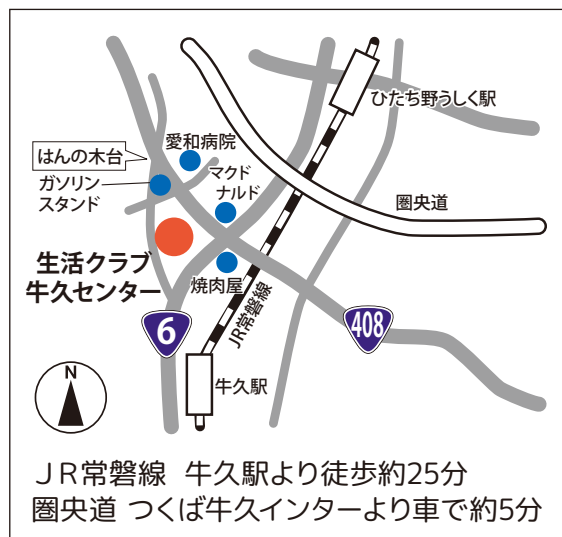 ひたち野うしく駅
愛和病院
はんの木台
マクド
ナルド
ガソリン
スタンド
圏央道
生活クラブ
牛久センター
焼肉屋
JR常磐線
6
408
牛久駅
N
JR常磐線 牛久駅より徒歩約25分
圏央道 つくば牛久インターより車で約5分